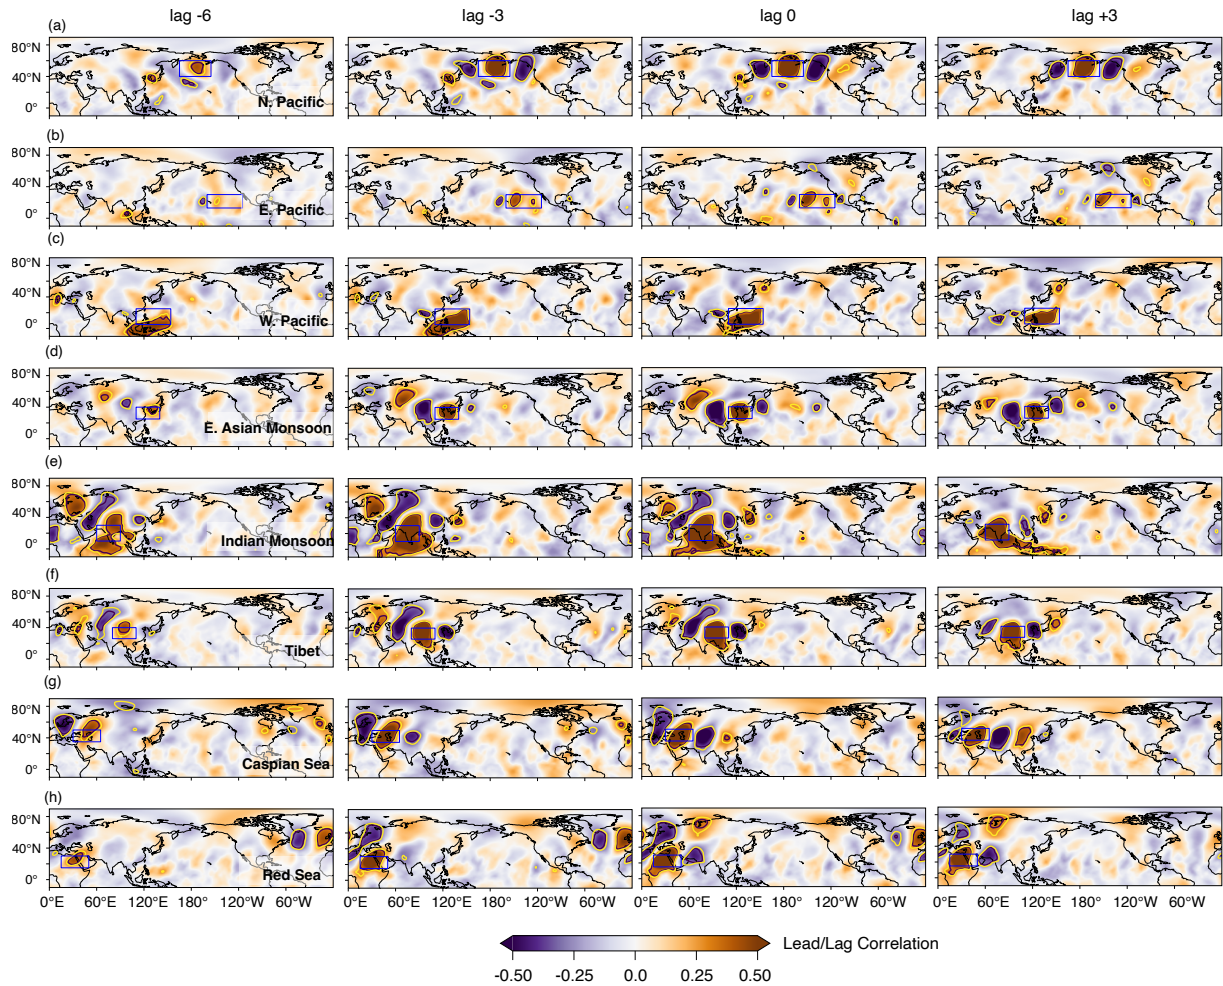 lag -6 lag -3 lag 0 lag +3
(a)
80°N
40°N
0°
N. Pacific
(b)
80°N
40°N
0°
E. Pacific
(c)
80°N
40°N
0°
W. Pacific
(d)
80°N
40°N
0°
E. Asian Monsoon
(e)
80°N
40°N
0°
Indian Monsoon
(f)
80°N
40°N
0°
Tibet
(g)
80°N
40°N
0°
Caspian Sea
(h)
80°N
40°N
0°
Red Sea
0°E 60°E 120°E 180° 120°W 60°W 0°E 60°E 120°E 180° 120°W 60°W 0°E 60°E 120°E 180° 120°W 60°W 0°E 60°E 120°E 180° 120°W 60°W
Lead/Lag Correlation
-0.50 -0.25 0.0 0.25 0.50